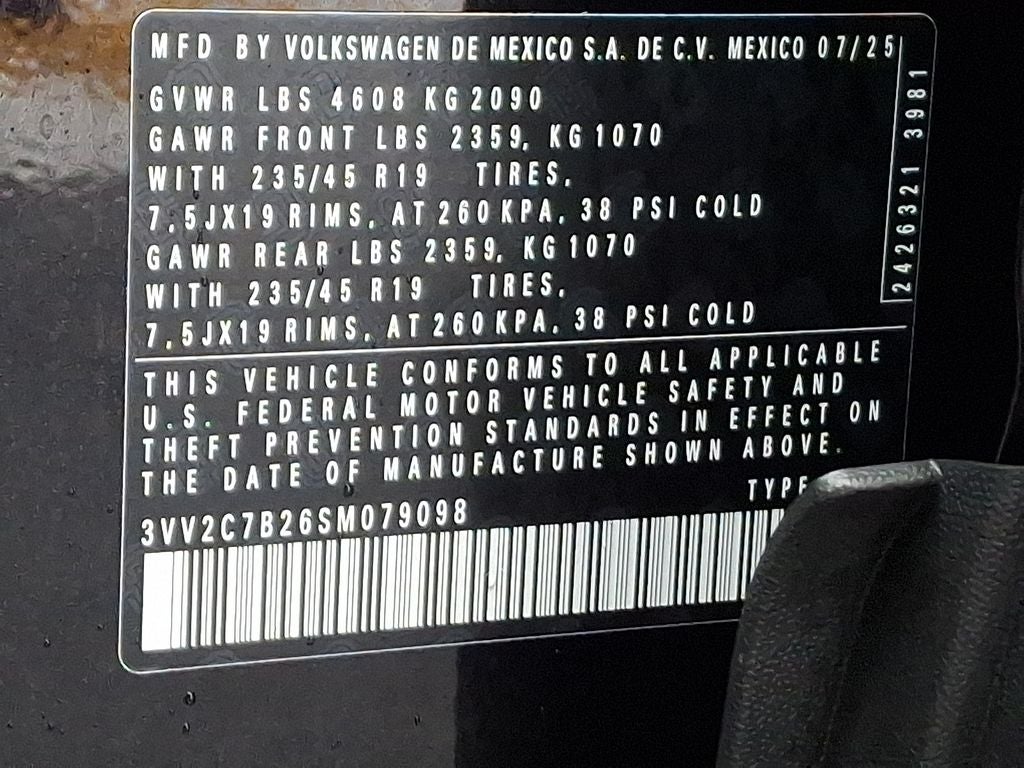 MFD BY VOLKSWAGEN DE MEXICO S.A. DE C.V. MEXICO 07/25
GVWR LBS 4608 KG 2090
GAWR FRONT LBS 2359, KG 1070
WITH 235/45 R19 TIRES,
7,5JX19 RIMS, AT 260 KPA, 38 PSI COLD
GAWR REAR LBS 2359, KG 1070
WITH 235/45 R19 TIRES,
7,5JX19 RIMS, AT 260 KPA, 38 PSI COLD
2426321 3981
THIS VEHICLE CONFORMS TO ALL APPLICABLE
U.S. FEDERAL MOTOR VEHICLE SAFETY AND
THEFT PREVENTION STANDARDS IN EFFECT ON
THE DATE OF MANUFACTURE SHOWN ABOVE.
TYPE
3VV2C7B26SM079098